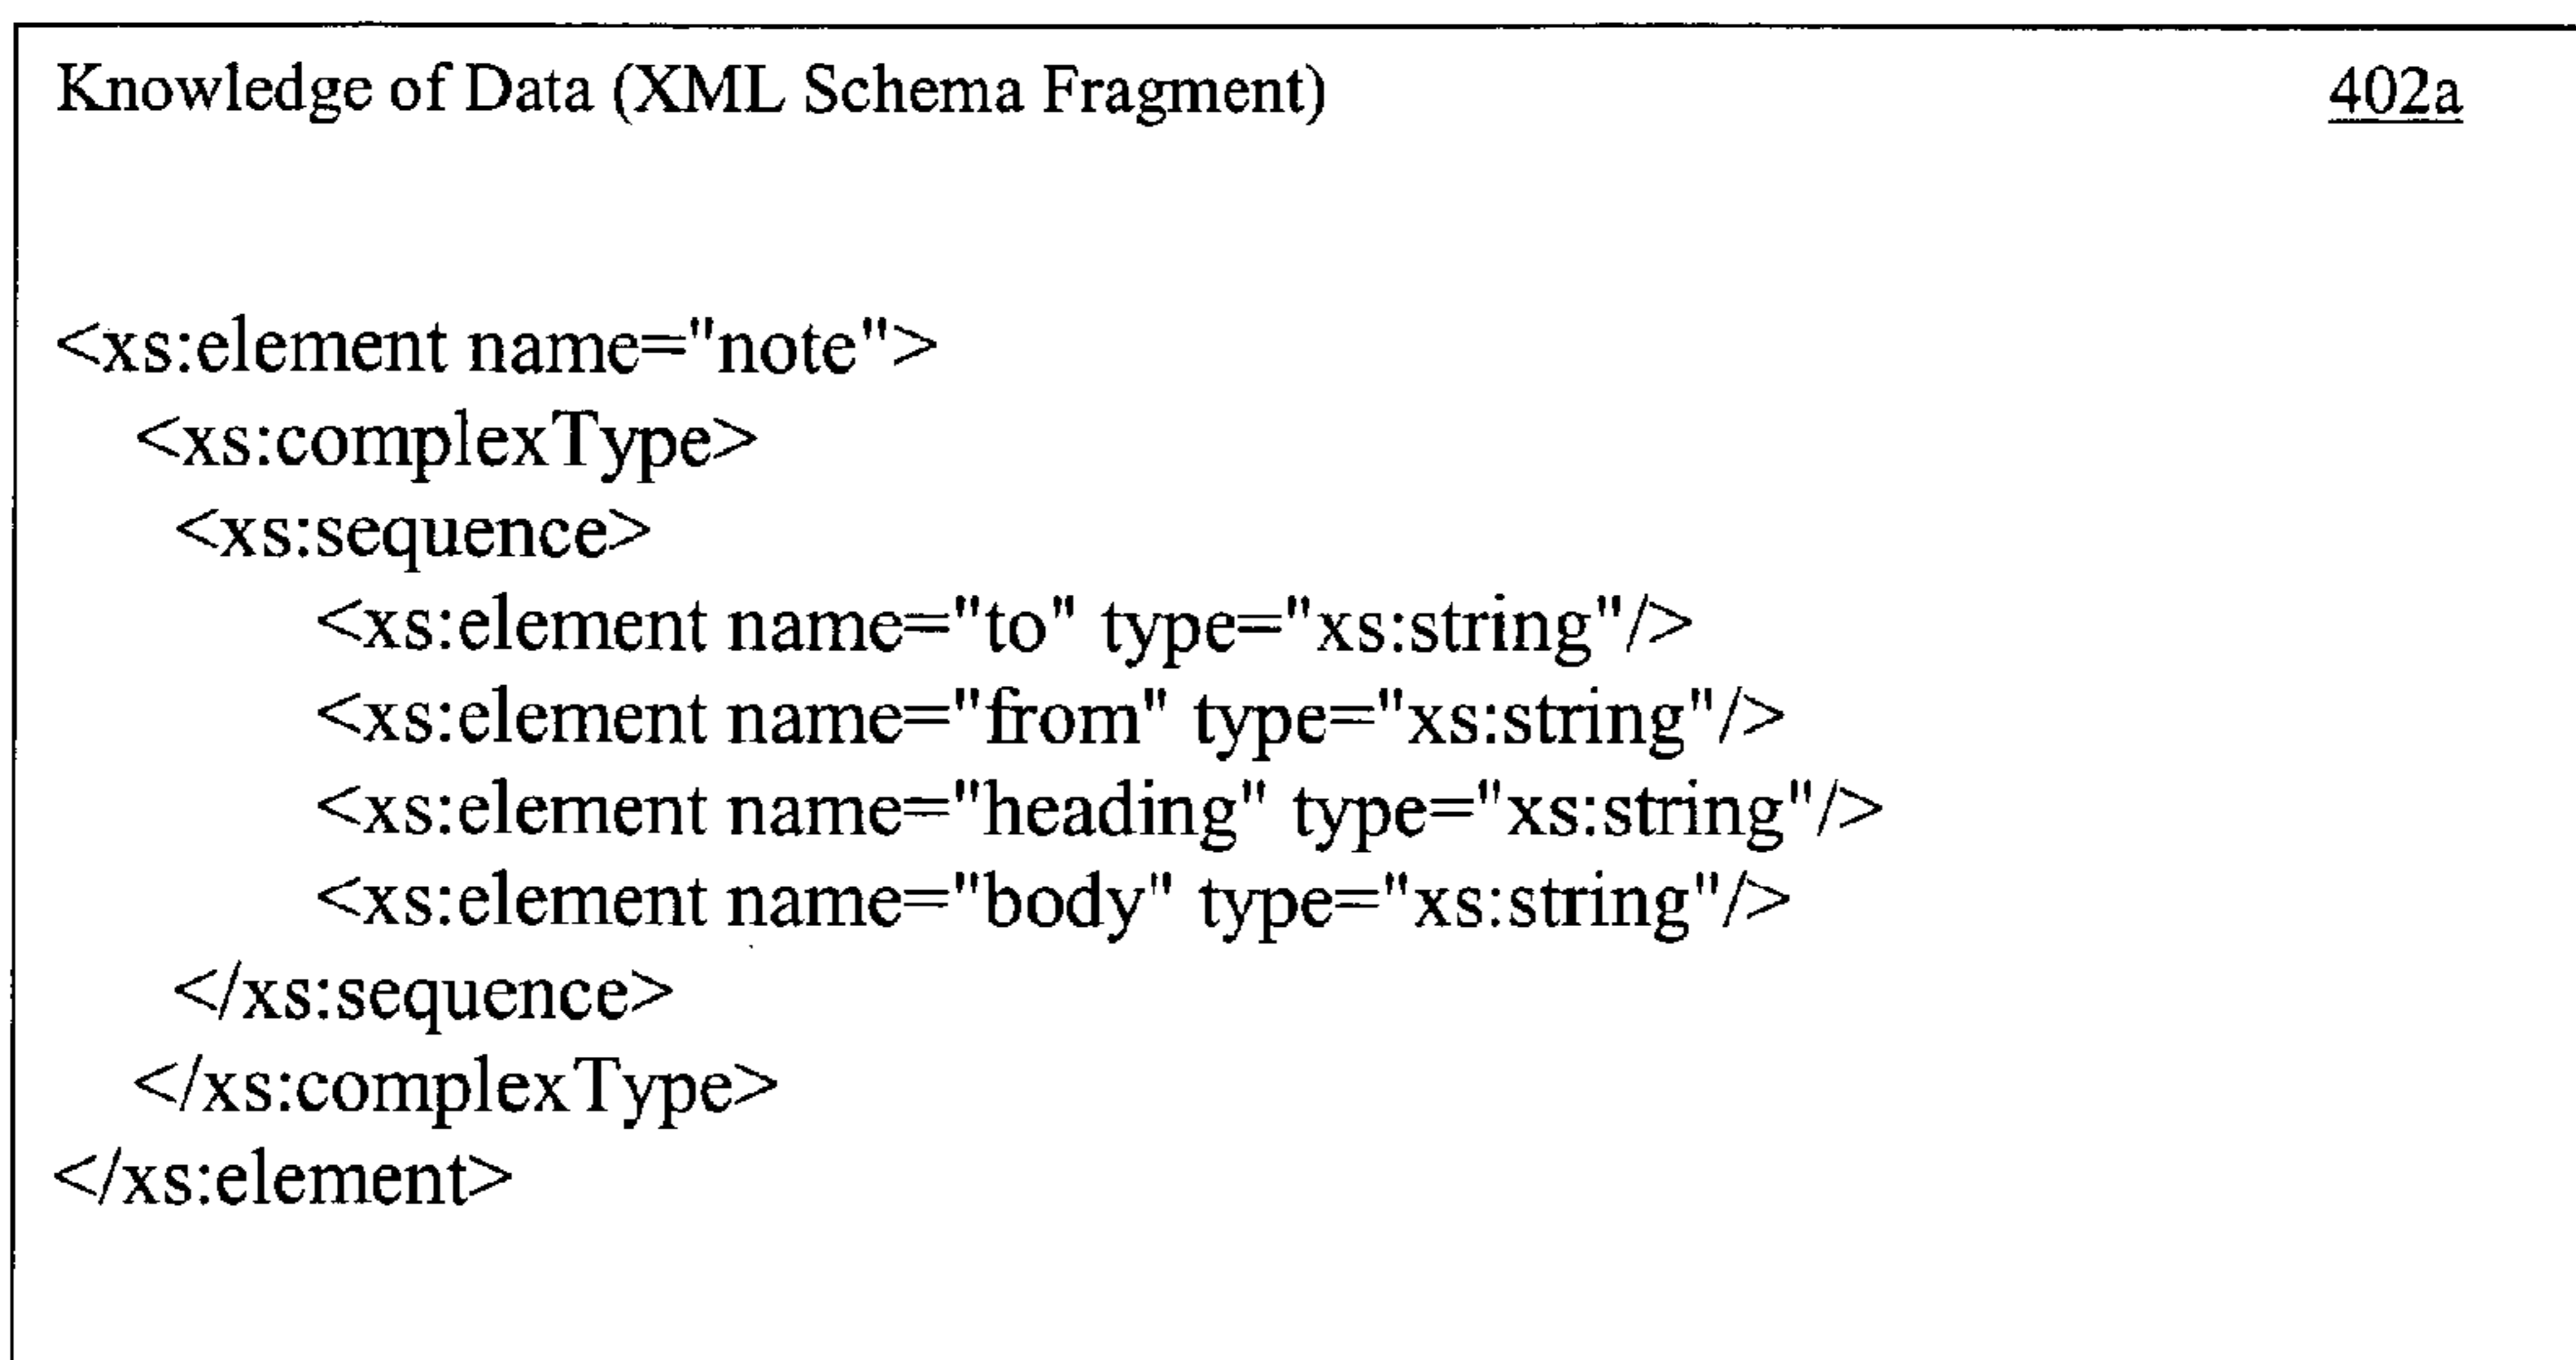 Knowledge of Data (XML Schema Fragment) 402a
<xs:element name="note">
<xs:complexType>
<xs:sequence>
<xs:element name="to" type="xs:string"/>
<xs:element name="from" type="xs:string"/>
<xs:element name="heading" type="xs:string"/>
<xs:element name="body" type="xs:string"/>
</xs:sequence>
</xs:complexType>
</xs:element>